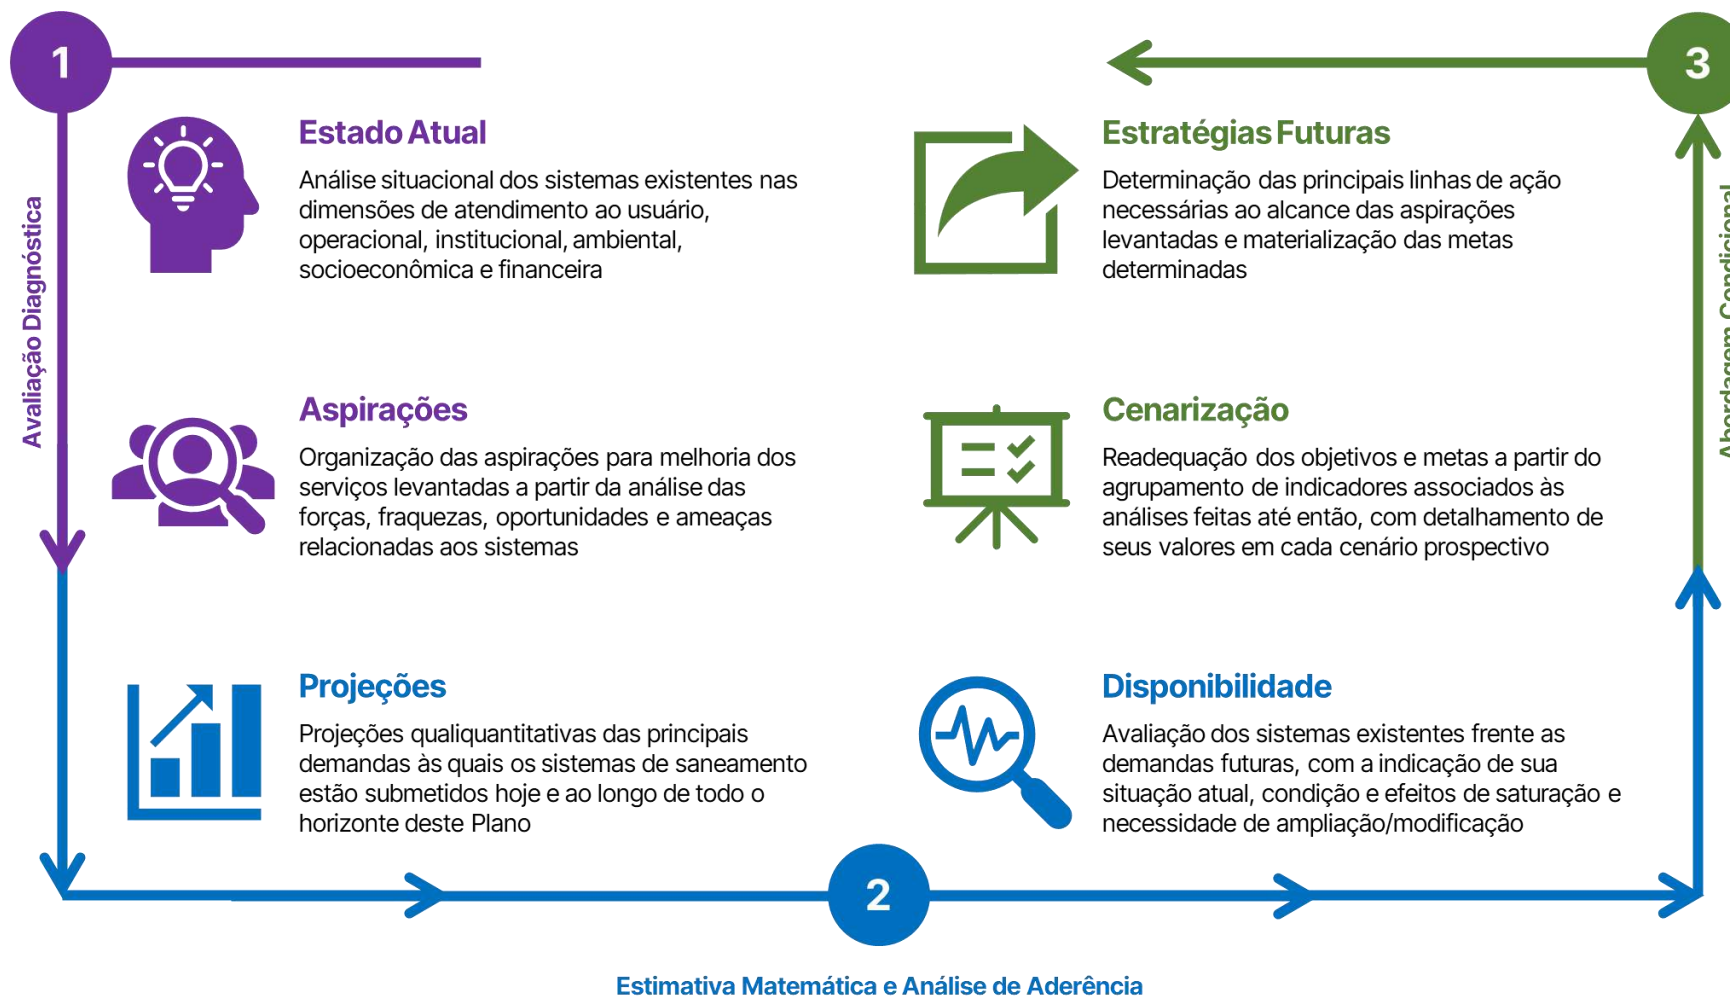 1
Avaliação Diagnóstica
Estado Atual
Análise situacional dos sistemas existentes nas
dimensões de atendimento ao usuário,
operacional, institucional, ambiental,
socioeconômica e financeira
Aspirações
Organização das aspirações para melhoria dos
serviços levantadas a partir da análise das
forças, fraquezas, oportunidades e ameaças
relacionadas aos sistemas
Projeções
Projeções qualiquantitativas das principais
demandas às quais os sistemas de saneamento
estão submetidos hoje e ao longo de todo o
horizonte deste Plano
2
Estimativa Matemática e Análise de Aderência
Disponibilidade
Avaliação dos sistemas existentes frente as
demandas futuras, com a indicação de sua
situação atual, condição e efeitos de saturação e
necessidade de ampliação/modificação
Cenarização
Readequação dos objetivos e metas a partir do
agrupamento de indicadores associados às
análises feitas até então, com detalhamento de
seus valores em cada cenário prospectivo
Estratégias Futuras
Determinação das principais linhas de ação
necessárias ao alcance das aspirações
levantadas e materialização das metas
determinadas
3
Abordagem Condicional